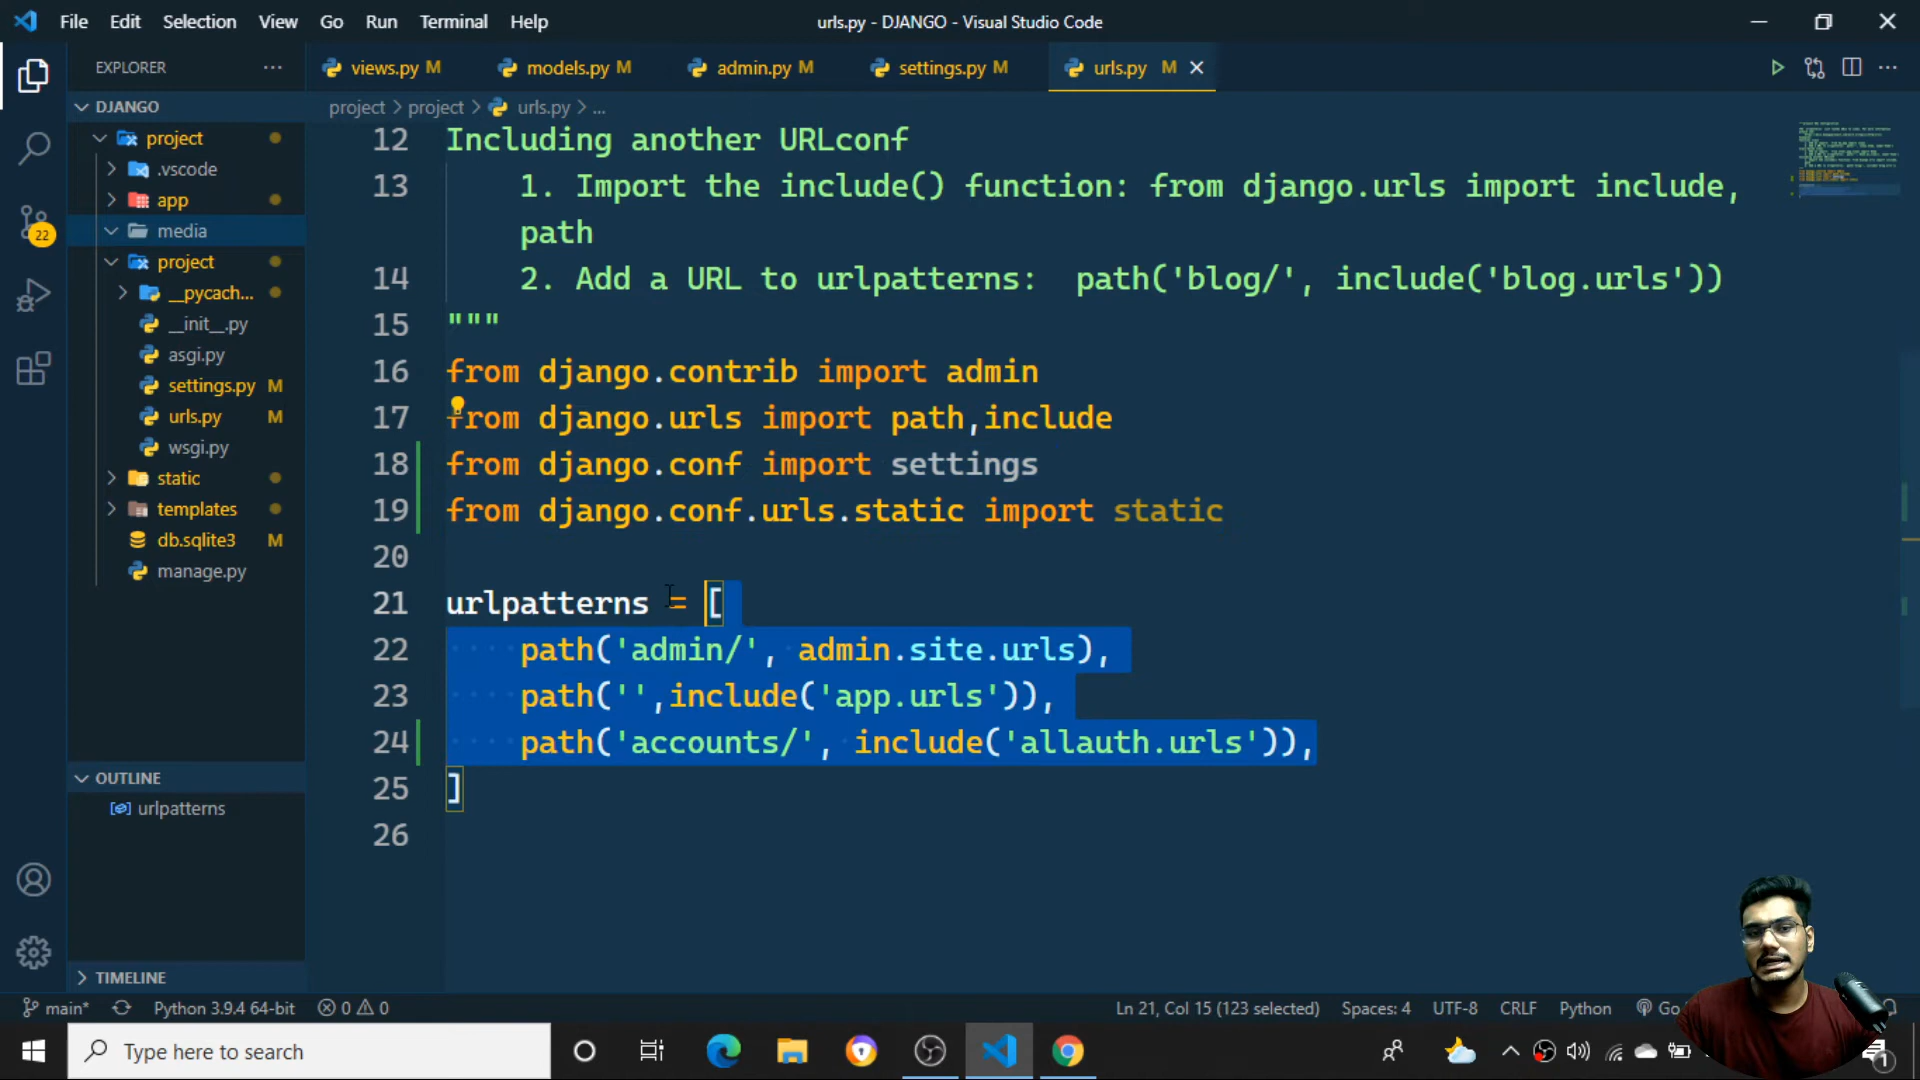 File Edit Selection View Go Run Terminal Help
urls.py - DJANGO - Visual Studio Code
EXPLORER
views.py M
models.py M
admin.py M
settings.py M
urls.py M
DJANGO
project > project > urls.py > ...
project
.vscode
app
media
project
__pycach...
__init__.py
asgi.py
settings.py M
urls.py M
wsgi.py
static
templates
db.sqlite3 M
manage.py
22
OUTLINE
urlpatterns
TIMELINE
12 Including another URLconf
13 1. Import the include() function: from django.urls import include,
path
14 2. Add a URL to urlpatterns:  path('blog/', include('blog.urls'))
15 """
16 from django.contrib import admin
17 from django.urls import path,include
18 from django.conf import settings
19 from django.conf.urls.static import static
20
21 urlpatterns = [
22     path('admin/', admin.site.urls),
23     path('',include('app.urls')),
24     path('accounts/', include('allauth.urls')),
25 ]
26
main* Python 3.9.4 64-bit 0 0
Ln 21, Col 15 (123 selected) Spaces: 4 UTF-8 CRLF Python Go
Type here to search
1